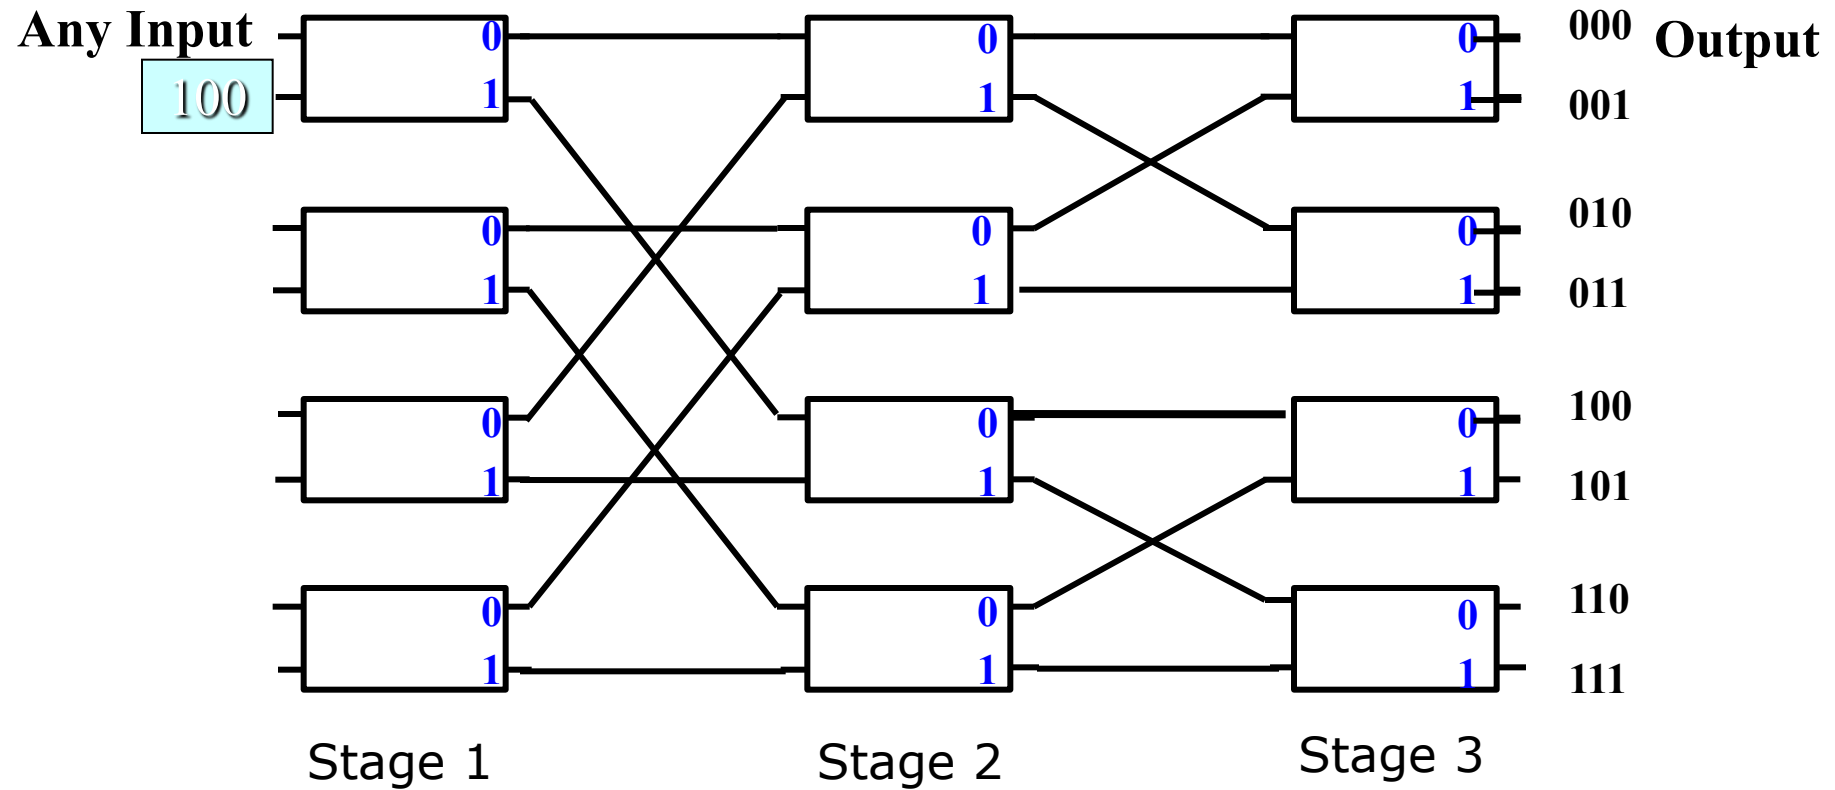 Any Input 0 0 0 000 Output
100 1 1 1 001
0 0 0 010
1 1 1 011
0 0 0 100
1 1 1 101
0 0 0 110
1 1 1 111
Stage 1 Stage 2 Stage 3